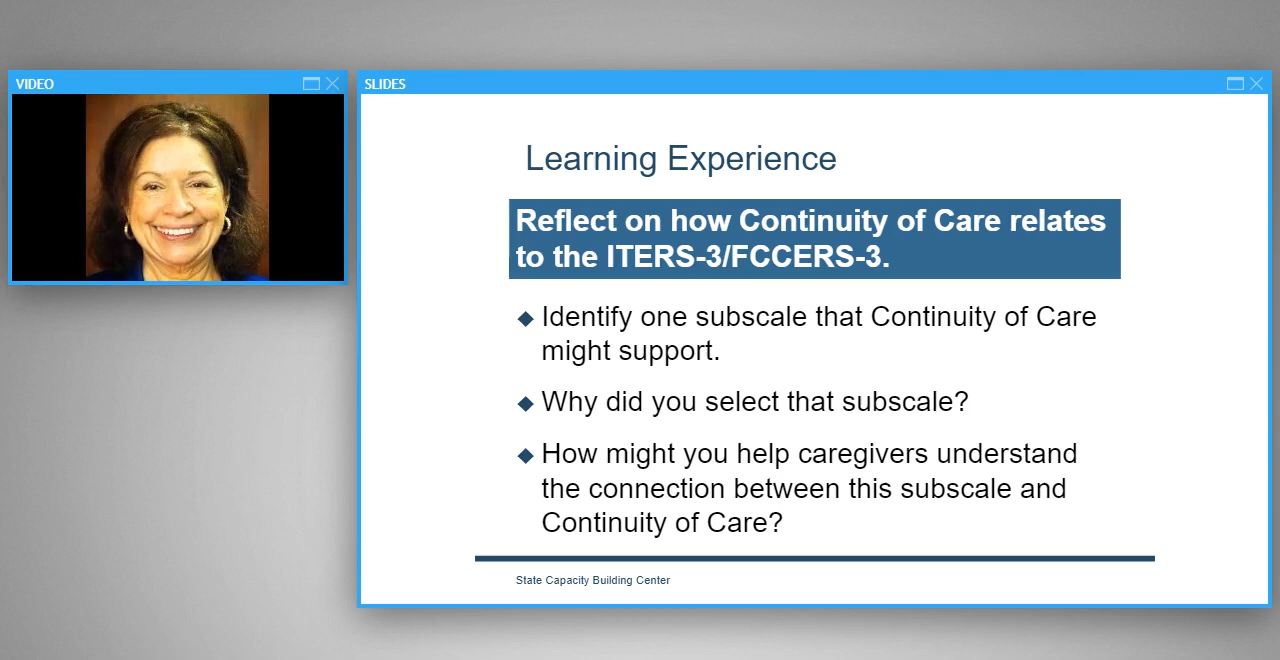 VIDEO
SLIDES
Learning Experience
Reflect on how Continuity of Care relates
to the ITERS-3/FCCERS-3.
Identify one subscale that Continuity of Care
might support.
Why did you select that subscale?
How might you help caregivers understand
the connection between this subscale and
Continuity of Care?
State Capacity Building Center